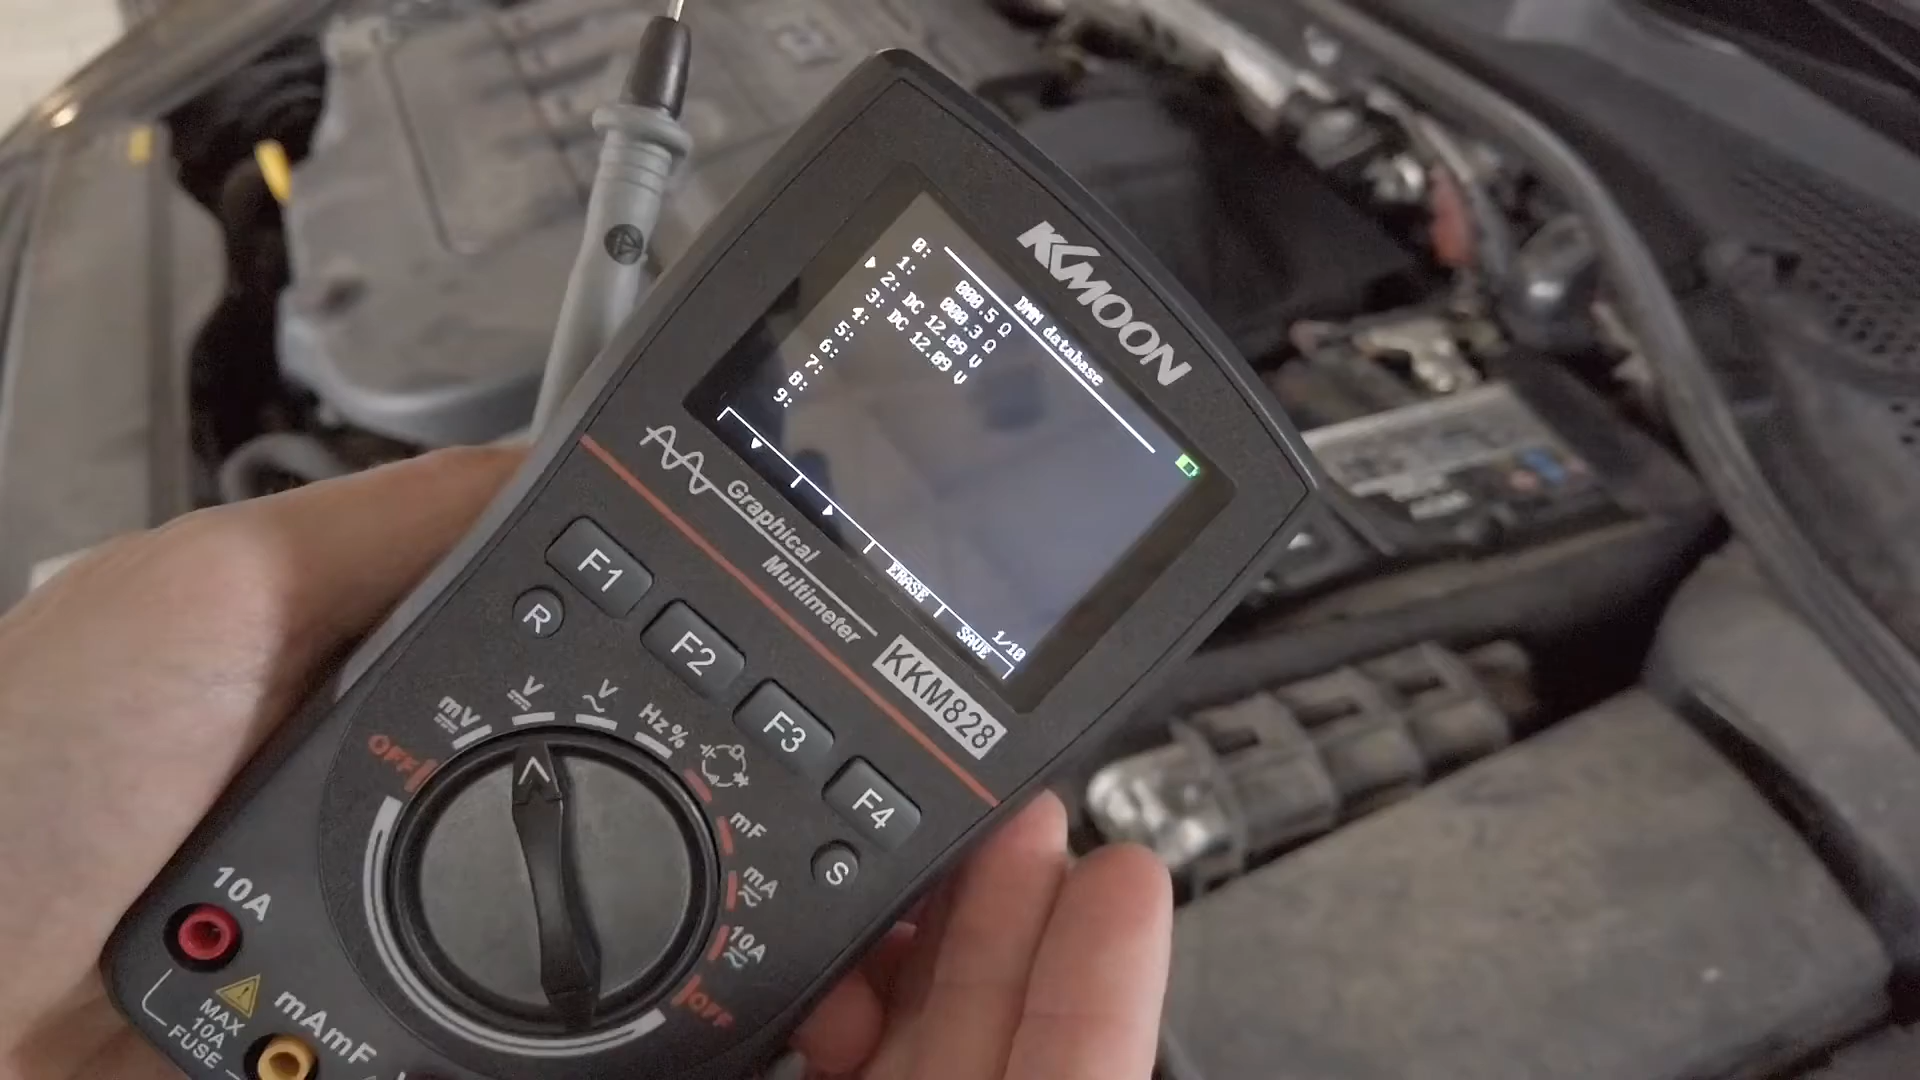 KKMOON
DMM database
0: 000.5 Ω
1: 000.3 Ω
2: DC 12.09 V
3: DC 12.09 V
4:
5:
6:
7:
8:
9:
1/10
ERASE
SAVE
Graphical
Multimeter
KKM828
F1
F2
F3
F4
R
S
OFF
mV
V
V
Hz%
mF
mA
10A
OFF
10A
MAX
10A
FUSE
mAmF